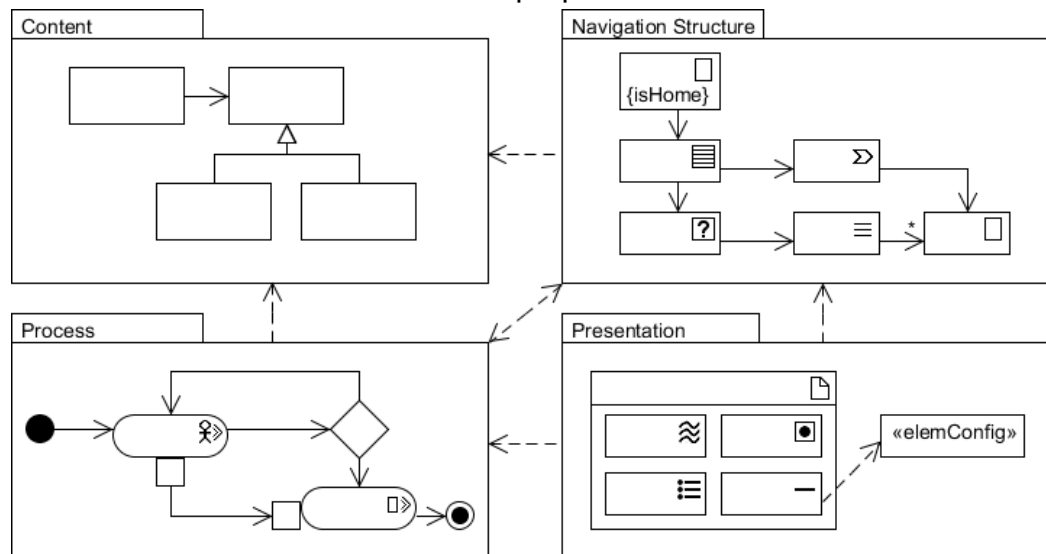 Content
Navigation Structure
{isHome}
?
*
Process
Presentation
«elemConfig»